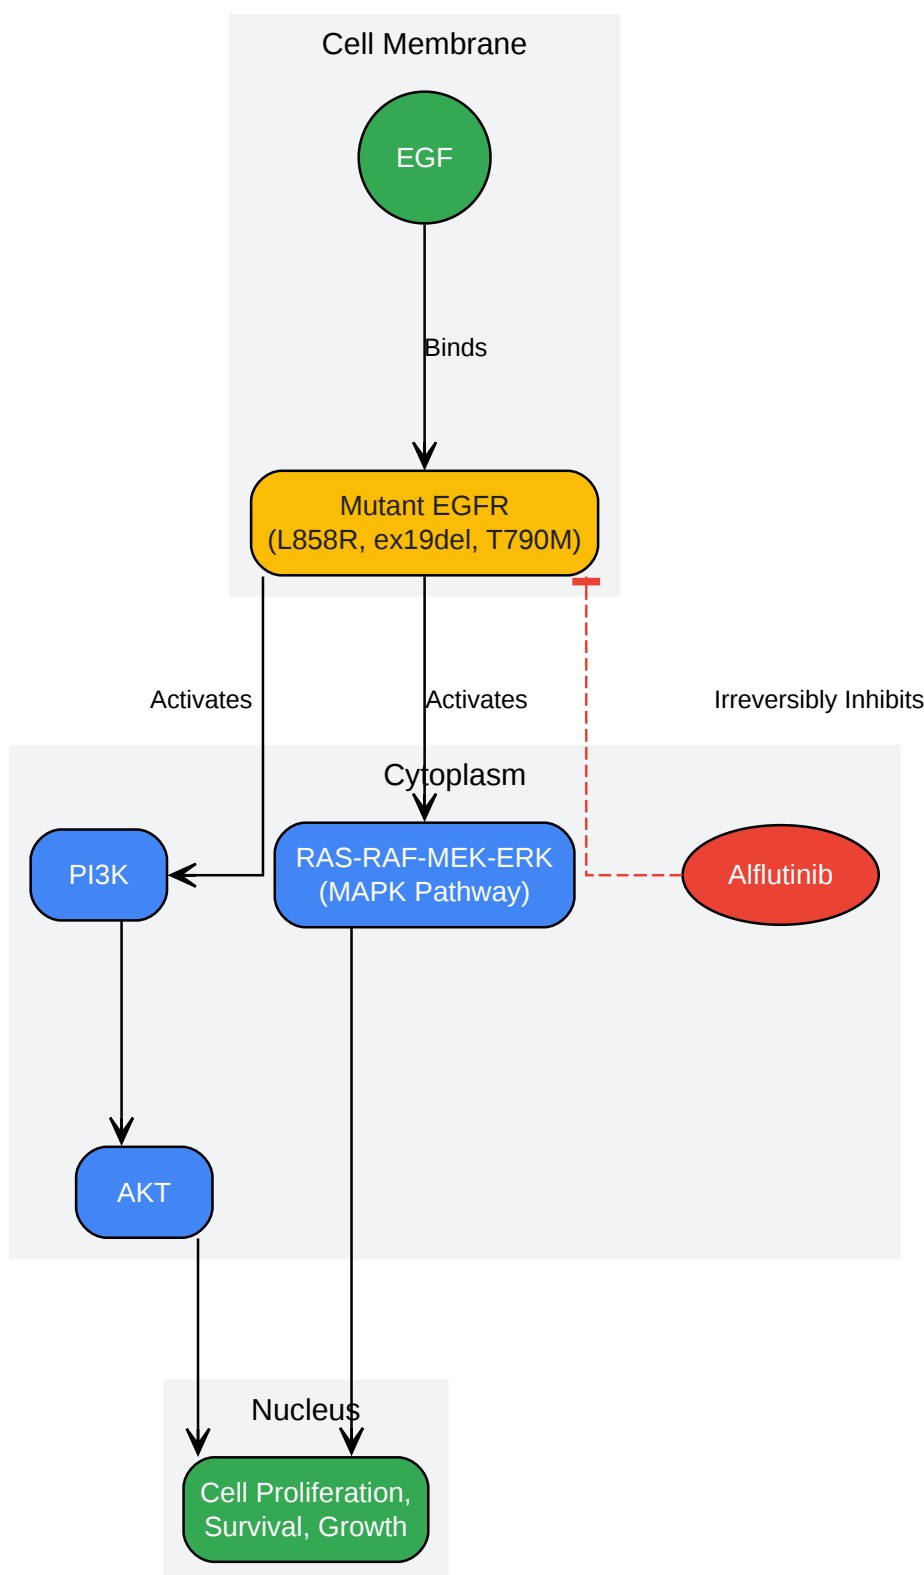 Cell Membrane
EGF
Binds
Mutant EGFR
(L858R, ex19del, T790M)
Activates
Activates
Irreversibly Inhibits
Cytoplasm
PI3K
RAS-RAF-MEK-ERK
(MAPK Pathway)
Alflutinib
AKT
Nucleus
Cell Proliferation,
Survival, Growth